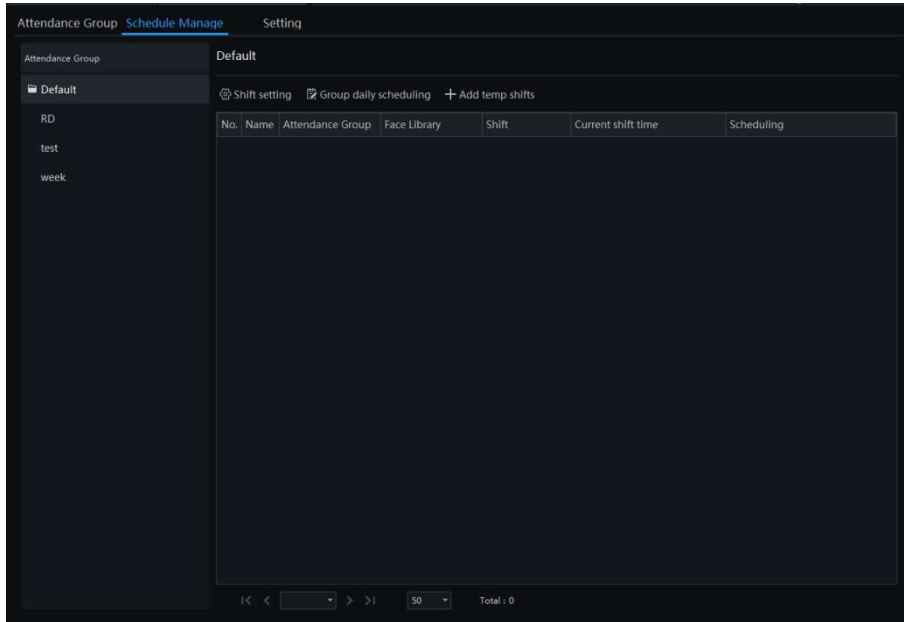 Attendance Group Schedule Manage Setting
Attendance Group
Default
RD
test
week
Default
Shift setting Group daily scheduling Add temp shifts
No. Name Attendance Group Face Library Shift Current shift time Scheduling
50 Total : 0